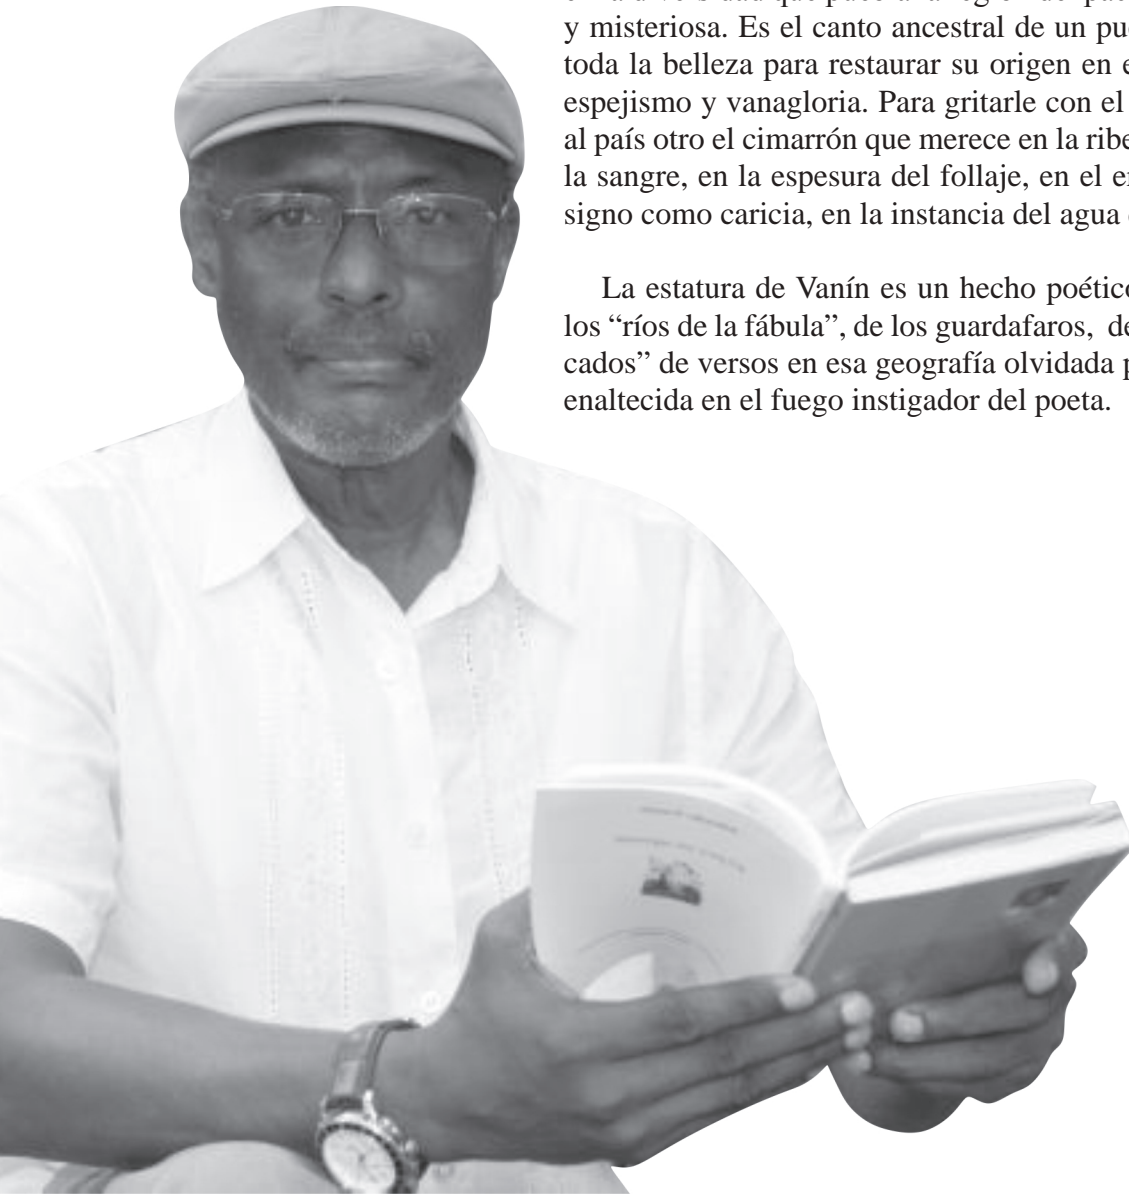 y misteriosa. Es el canto ancestral de un
toda la belleza para restaurar su origen en
espejismo y vanagloria. Para gritarle con el
al país otro el cimarrón que merece en la
la sangre, en la espesura del follaje, en el
signo como caricia, en la instancia del agua
La estatura de Vanín es un hecho poético
los “ríos de la fábula”, de los guardafaros, de
cados” de versos en esa geografía olvidada
enaltecida en el fuego instigador del poeta.